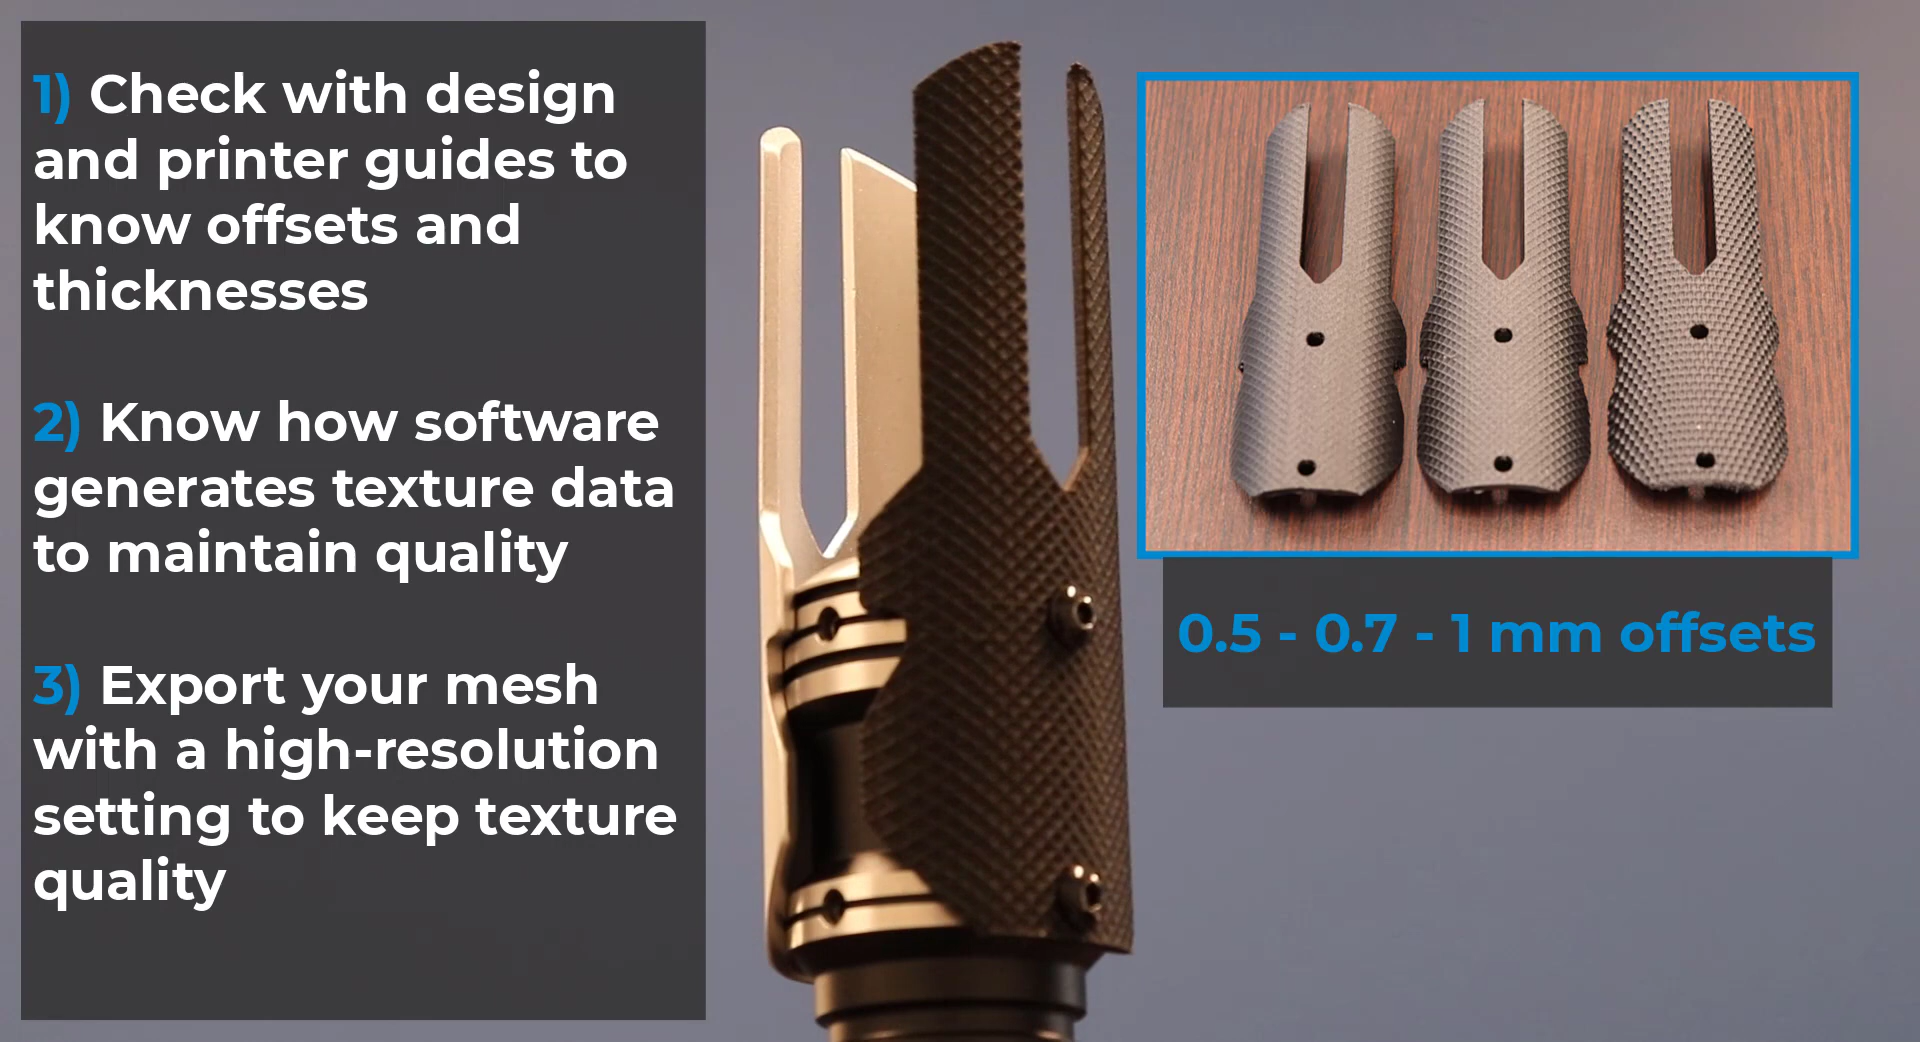 1) Check with design
and printer guides to
know offsets and
thicknesses
2) Know how software
generates texture data
to maintain quality
3) Export your mesh
with a high-resolution
setting to keep texture
quality
0.5 - 0.7 - 1 mm offsets